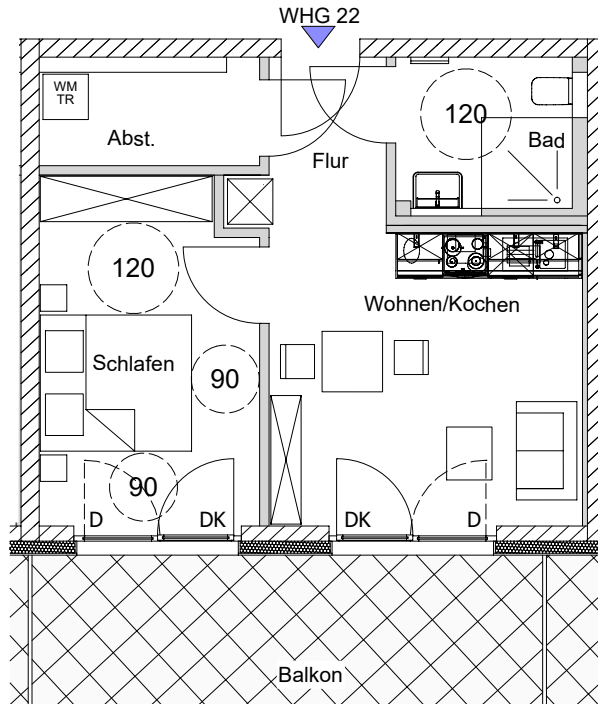 WHG 22
WM
TR
Abst.
120
Bad
Flur
120
Wohnen/Kochen
Schlafen
90
90
D
DK
DK
D
Balkon